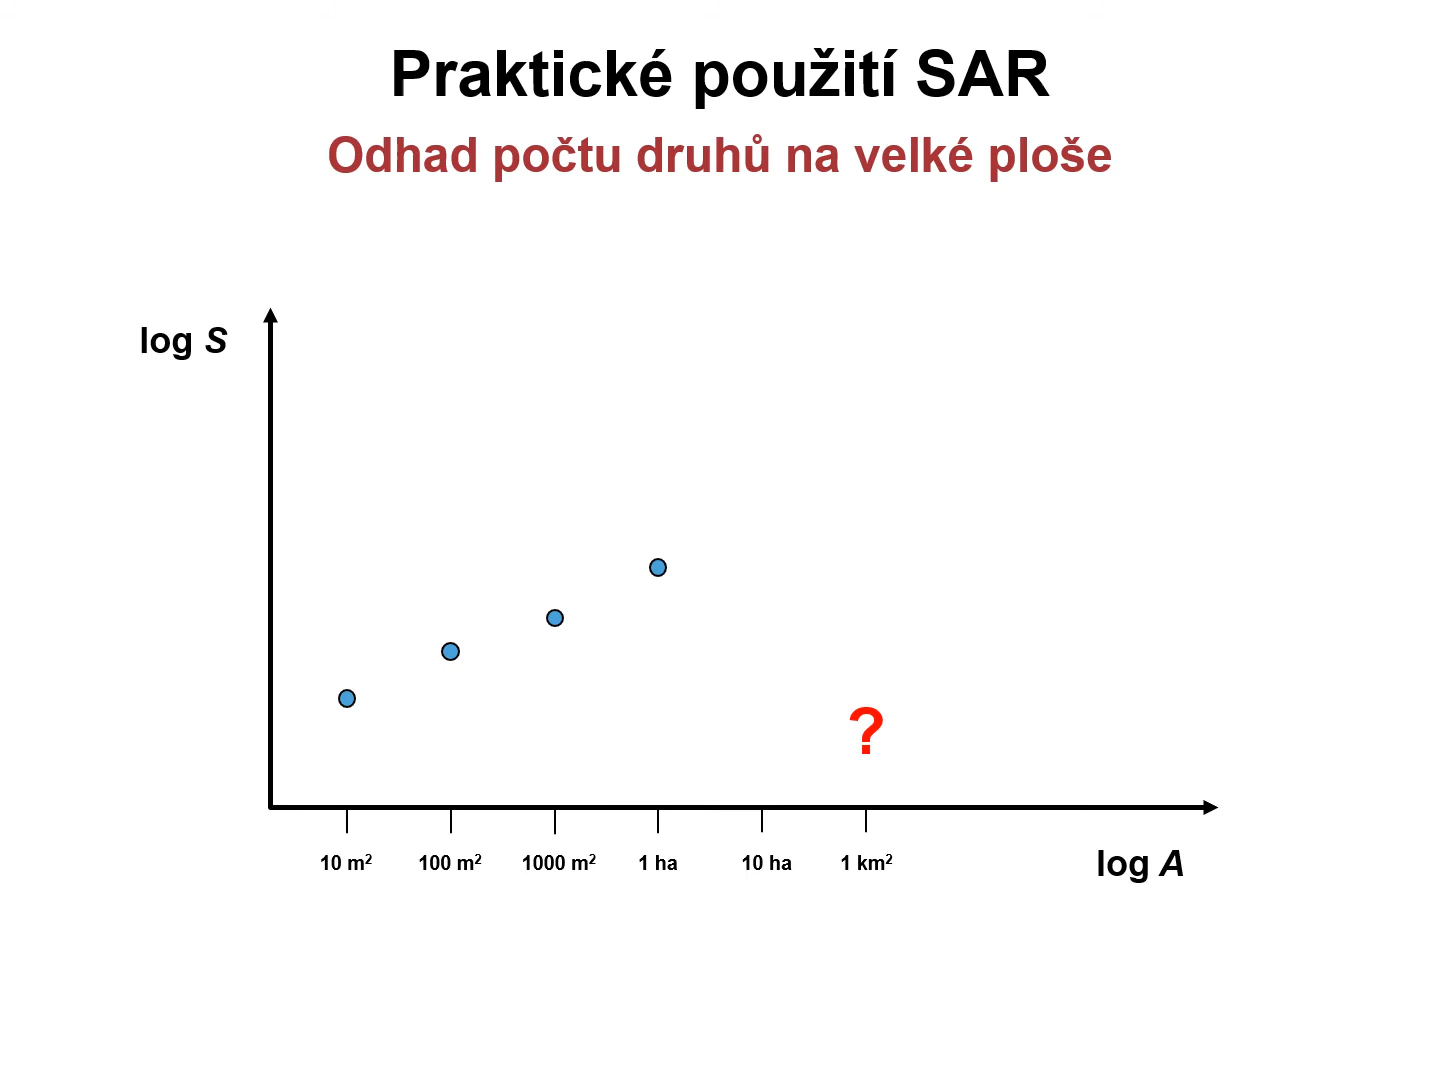 Praktické použití SAR
Odhad počtu druhů na velké ploše
log S
?
10 m²
100 m²
1000 m²
1 ha
10 ha
1 km²
log A